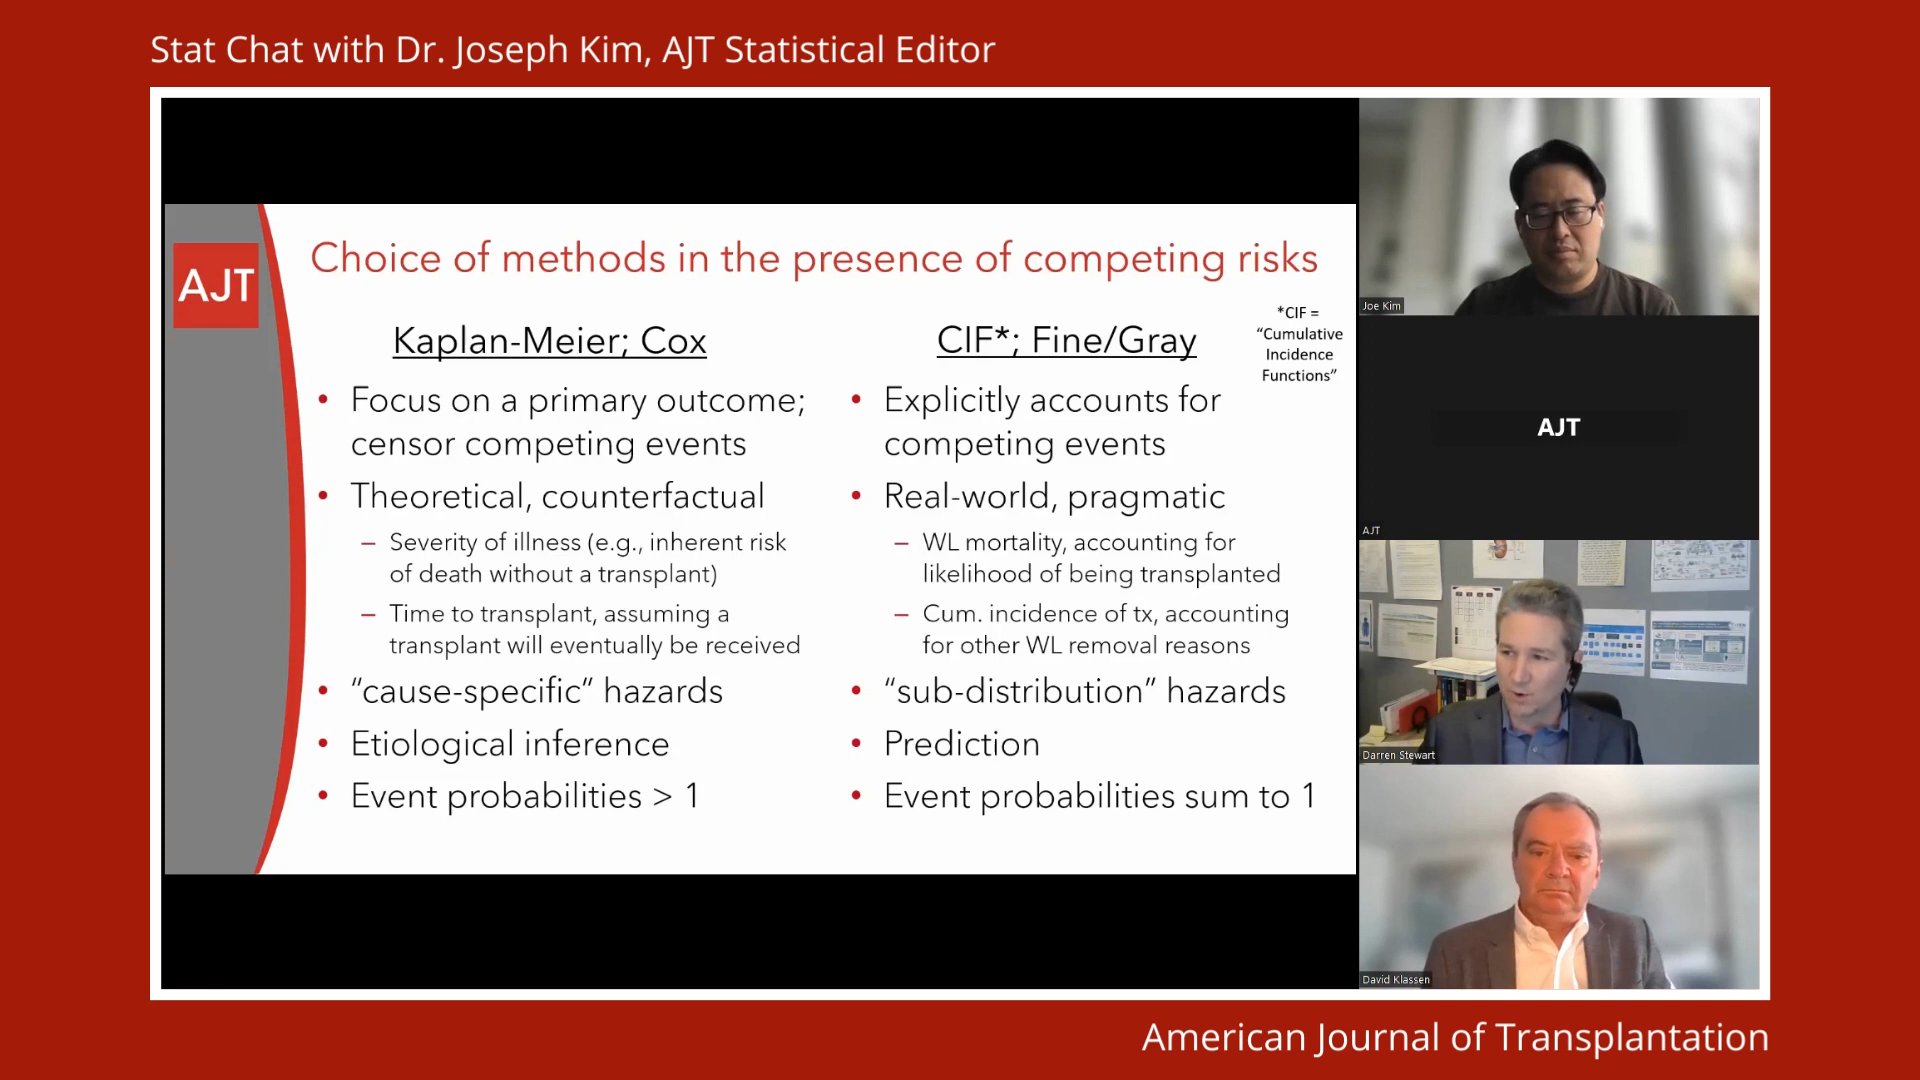 Stat Chat with Dr. Joseph Kim, AJT Statistical Editor
AJT
Choice of methods in the presence of competing risks
Kaplan-Meier; Cox
• Focus on a primary outcome;
censor competing events
• Theoretical, counterfactual
– Severity of illness (e.g., inherent risk
of death without a transplant)
– Time to transplant, assuming a
transplant will eventually be received
• “cause-specific” hazards
• Etiological inference
• Event probabilities > 1
CIF*; Fine/Gray
*CIF =
“Cumulative
Incidence
Functions”
• Explicitly accounts for
competing events
• Real-world, pragmatic
– WL mortality, accounting for
likelihood of being transplanted
– Cum. incidence of tx, accounting
for other WL removal reasons
• “sub-distribution” hazards
• Prediction
• Event probabilities sum to 1
Joe Kim
AJT
AJT
Darren Stewart
David Klassen
American Journal of Transplantation